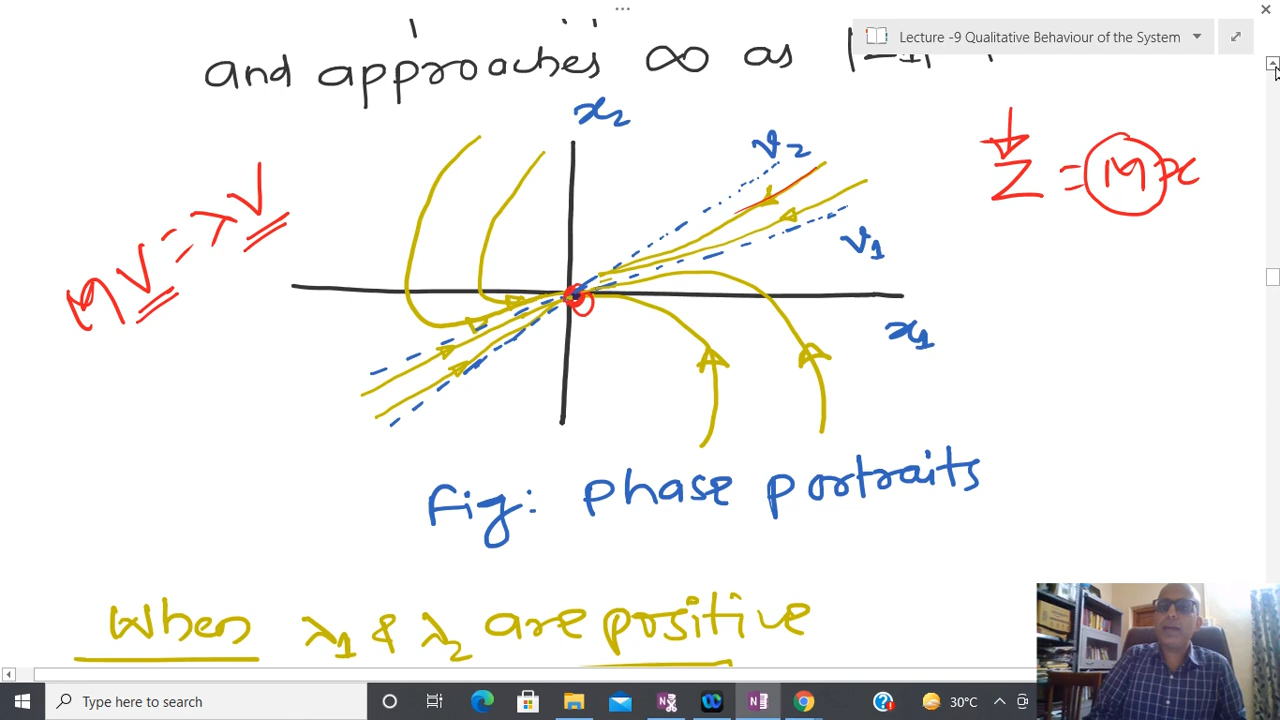 Lecture -9 Qualitative Behaviour of the System
and approaches ∞ as
x2
v2
Z = Mx
v1
MV = λV
x1
Fig: phase portraits
When λ1 & λ2 are positive
Type here to search
30°C